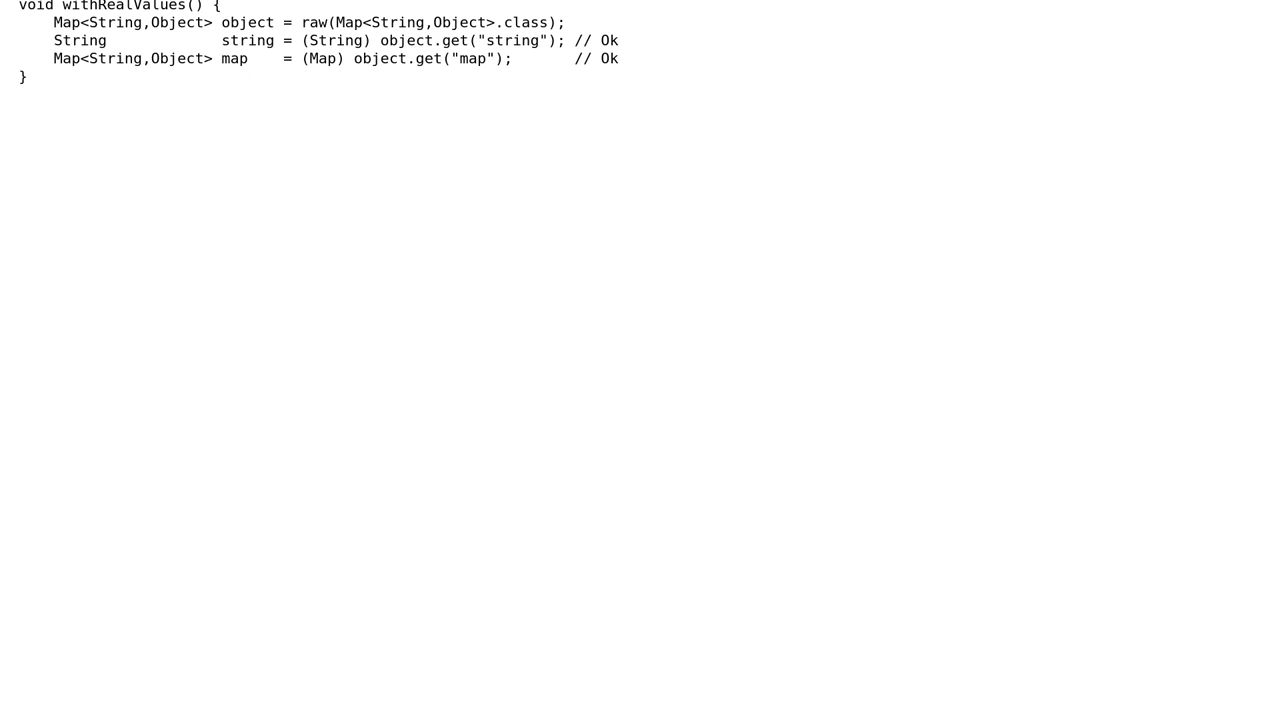 void withRealValues() {
    Map<String,Object> object = raw(Map<String,Object>.class);
    String             string = (String) object.get("string"); // Ok
    Map<String,Object> map    = (Map) object.get("map");       // Ok
}